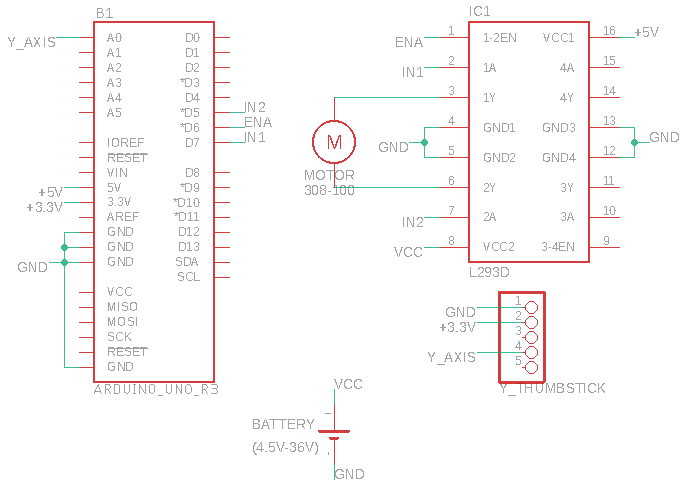 B1
Y_AXIS
A0
A1
A2
A3
A4
A5
IOREF
RESET
VIN
+5V
5V
+3.3V
3.3V
AREF
GND
GND
GND
GND
VCC
MISO
MOSI
SCK
RESET
GND
D0
D1
D2
*D3
D4
*D5
IN2
*D6
ENA
D7
IN1
D8
*D9
*D10
*D11
D12
D13
SDA
SCL
ARDUINO_UNO_R3
M
MOTOR
308-100
IC1
ENA
1
1-2EN
IN1
2
1A
3
1Y
GND
4
GND1
5
GND2
6
2Y
IN2
7
2A
VCC
8
VCC2
VCC1
16
+5V
4A
15
4Y
14
GND3
13
GND
GND4
12
3Y
11
3A
10
3-4EN
9
L293D
GND
1
+3.3V
2
3
Y_AXIS
4
5
Y_THUMBSTICK
VCC
BATTERY
(4.5V-36V)
GND